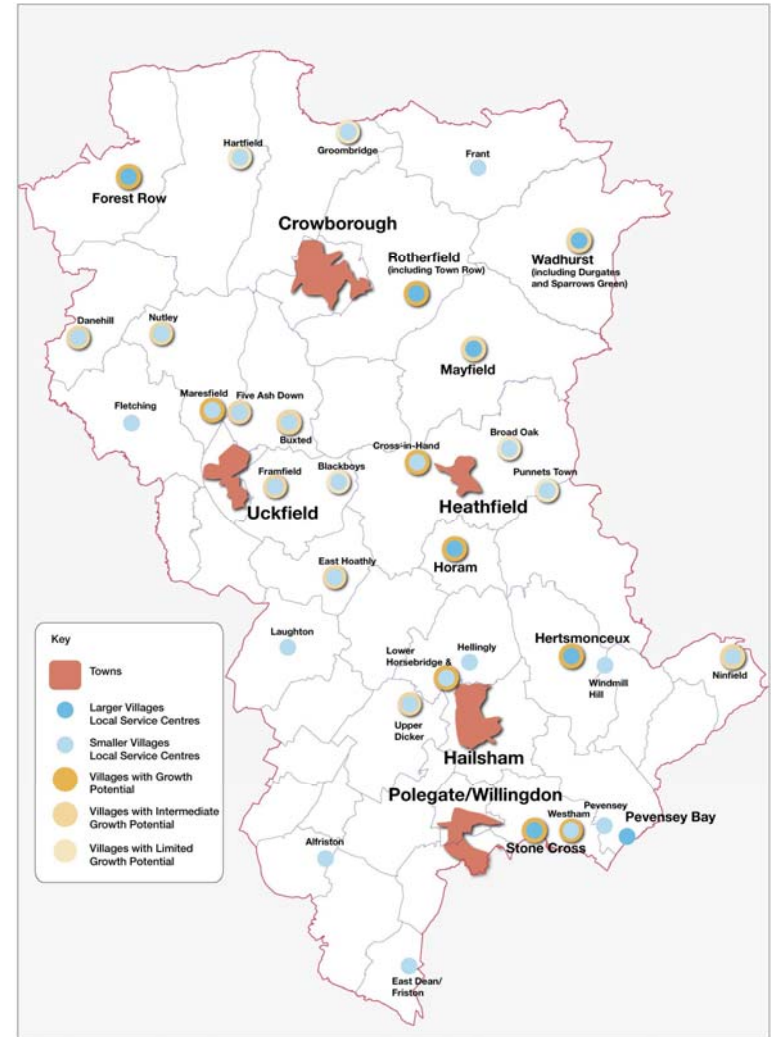 Hartfield
Groombridge
Frant
Forest Row
Crowborough
Rotherfield
(including Town Row)
Wadhurst
(including Durgates
and Sparrows Green)
Danehill
Nutley
Mayfield
Maresfield
Five Ash Down
Fletching
Buxted
Cross-in-Hand
Broad Oak
Punnets Town
Framfield
Blackboys
Uckfield
Heathfield
Horam
East Hoathly
Laughton
Lower
Horsebridge &
Hellingly
Hertsmonceux
Windmill
Hill
Ninfield
Upper
Dicker
Hailsham
Polegate/Willingdon
Westham
Pevensey
Pevensey Bay
Stone Cross
Alfriston
East Dean/
Friston
Key
Towns
Larger Villages
Local Service Centres
Smaller Villages
Local Service Centres
Villages with Growth
Potential
Villages with Intermediate
Growth Potential
Villages with Limited
Growth Potential